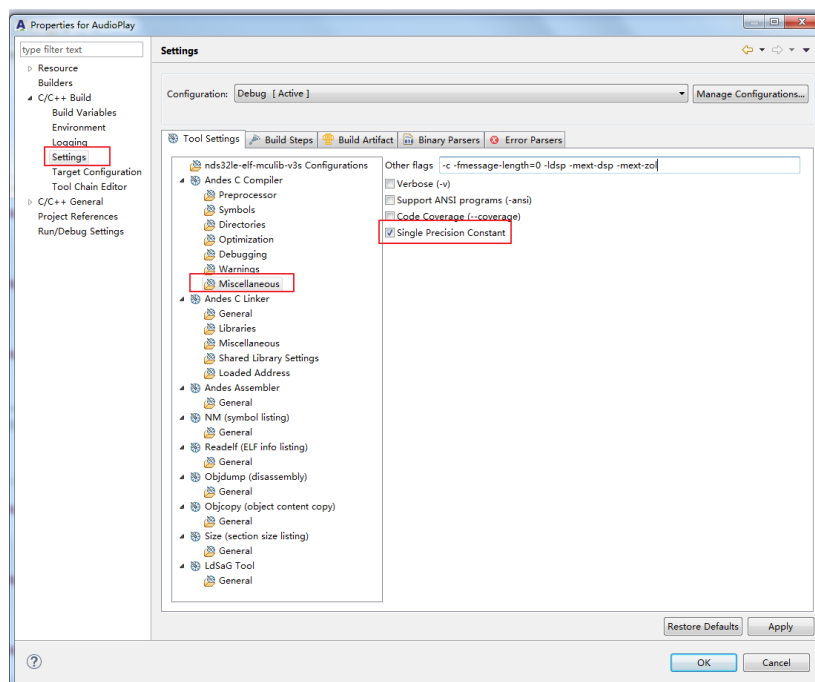 Properties for AudioPlay
type filter text
Resource
Builders
C/C++ Build
Build Variables
Environment
Logging
Settings
Target Configuration
Tool Chain Editor
C/C++ General
Project References
Run/Debug Settings
Settings
Configuration: Debug [ Active ]
Manage Configurations...
Tool Settings Build Steps Build Artifact Binary Parsers Error Parsers
nds32le-elf-mculib-v3s Configurations
Andes C Compiler
Preprocessor
Symbols
Directories
Optimization
Debugging
Warnings
Miscellaneous
Andes C Linker
General
Libraries
Miscellaneous
Shared Library Settings
Loaded Address
Andes Assembler
General
NM (symbol listing)
General
Readelf (ELF info listing)
General
Objdump (disassembly)
General
Objcopy (object content copy)
General
Size (section size listing)
General
LdSaG Tool
General
Other flags -c -fmessage-length=0 -ldsp -mext-dsp -mext-zol
Verbose (-v)
Support ANSI programs (-ansi)
Code Coverage (--coverage)
Single Precision Constant
Restore Defaults Apply
OK Cancel